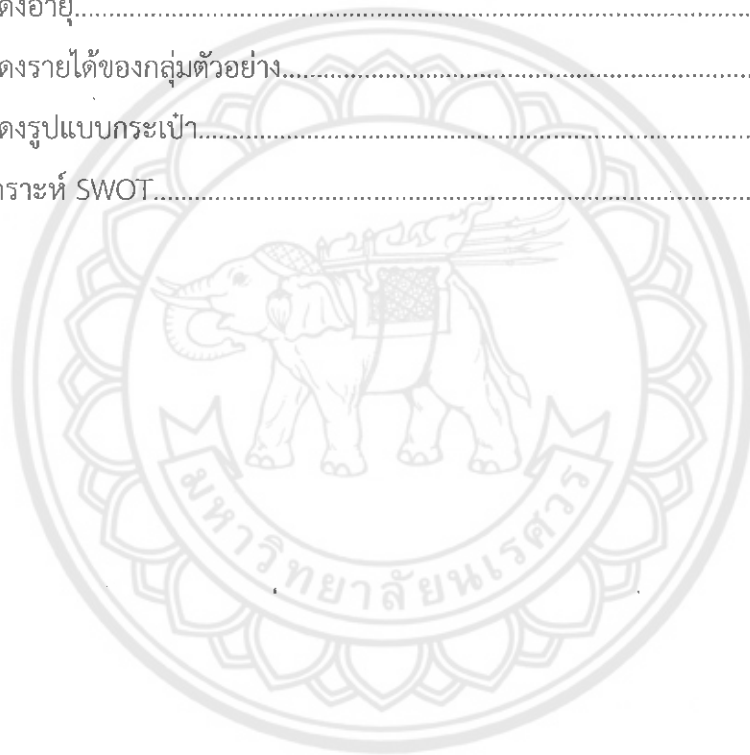 ดงอายุ
ดงรายได้ของกลุ่มตัวอย่าง
ดงรูปแบบกระเป๋า
คราะห์ SWOT
มหาวิทยาลัยนเรศวร